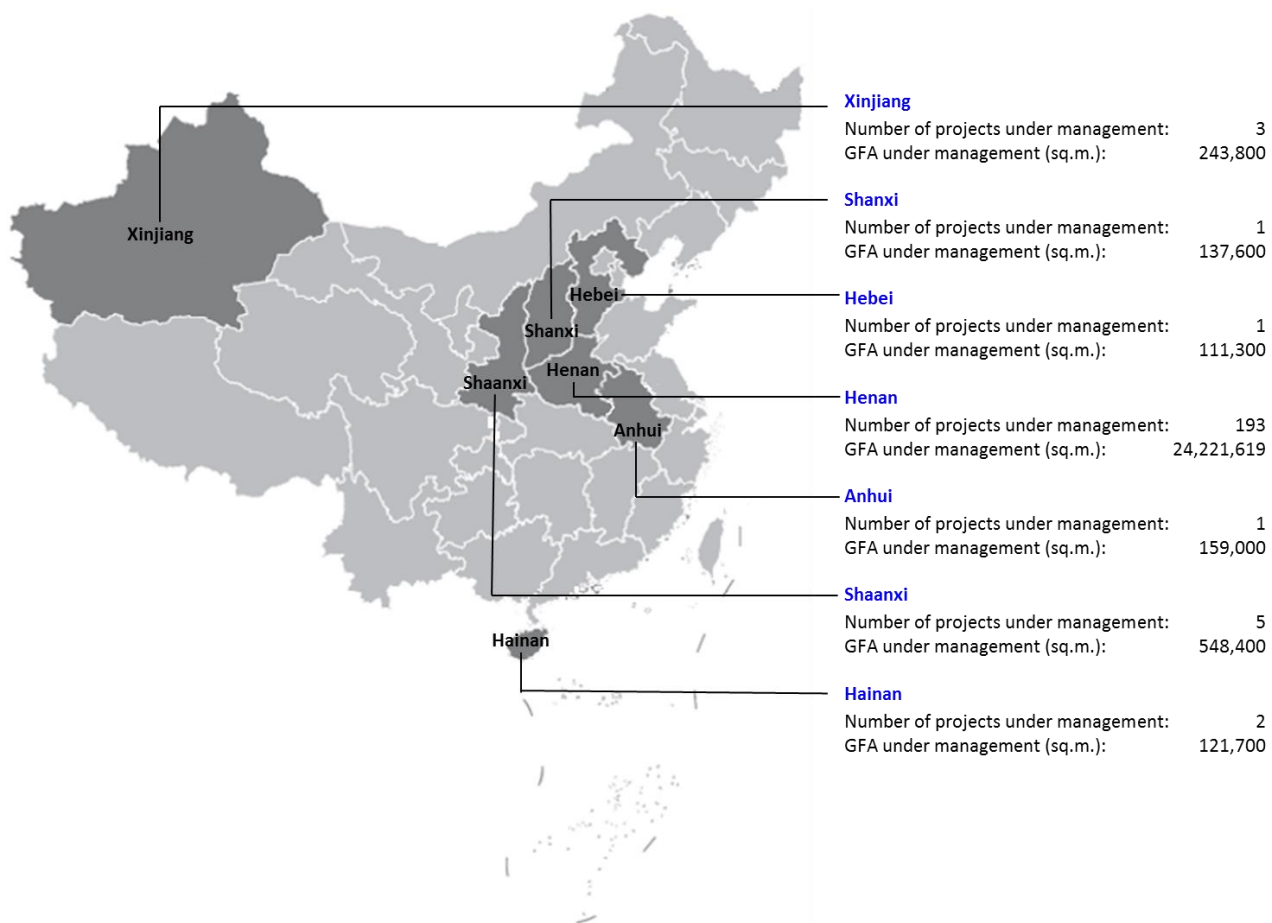 Xinjiang
Number of projects under management: 3
GFA under management (sq.m.): 243,800
Shanxi
Number of projects under management: 1
GFA under management (sq.m.): 137,600
Hebei
Number of projects under management: 1
GFA under management (sq.m.): 111,300
Henan
Number of projects under management: 193
GFA under management (sq.m.): 24,221,619
Anhui
Number of projects under management: 1
GFA under management (sq.m.): 159,000
Shaanxi
Number of projects under management: 5
GFA under management (sq.m.): 548,400
Hainan
Number of projects under management: 2
GFA under management (sq.m.): 121,700
Xinjiang
Hebei
Shanxi
Henan
Shaanxi
Anhui
Hainan